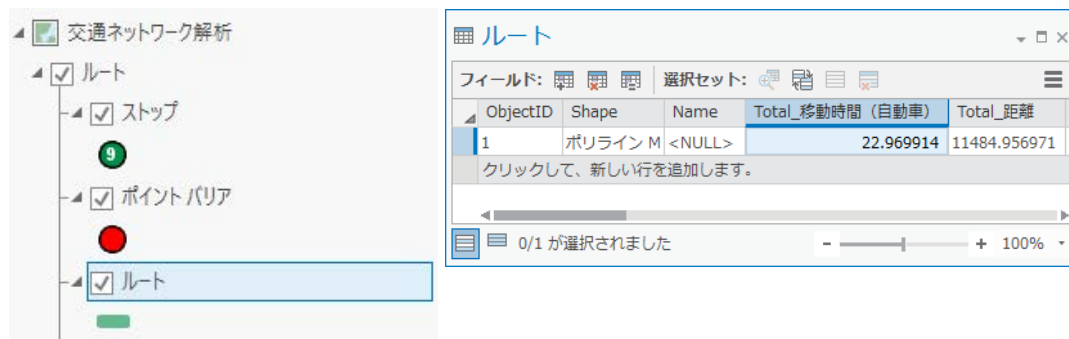 交通ネットワーク解析
ルート
ストップ
9
ポイント バリア
ルート
ルート
フィールド: 選択セット:
ObjectID Shape Name Total_移動時間（自動車） Total_距離
1 ポリライン M <NULL> 22.969914 11484.956971
クリックして、新しい行を追加します。
0/1 が選択されました - + 100%